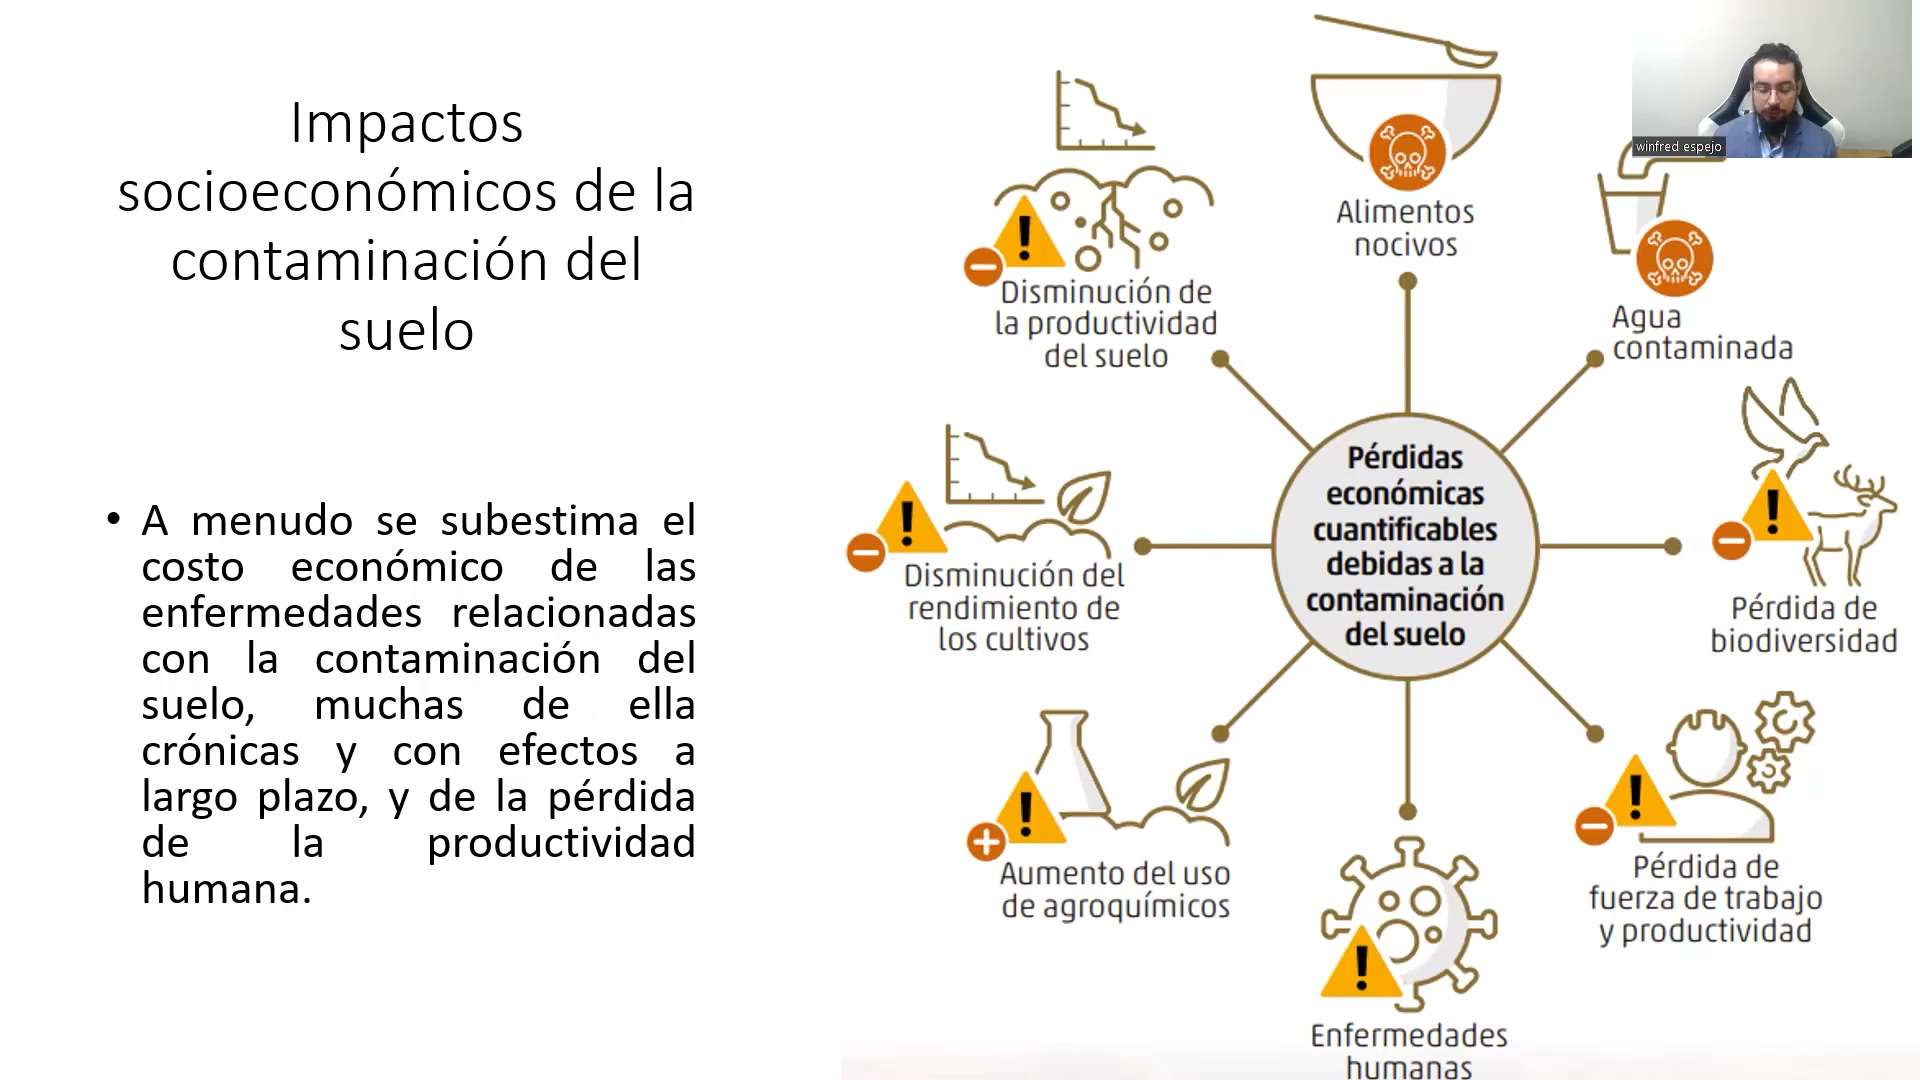 Impactos
socioeconómicos de la
contaminación del
suelo
• A menudo se subestima el
costo económico de las
enfermedades relacionadas
con la contaminación del
suelo, muchas de ella
crónicas y con efectos a
largo plazo, y de la pérdida
de la productividad
humana.
Alimentos
nocivos
Agua
contaminada
Pérdida de
biodiversidad
Pérdida de
fuerza de trabajo
y productividad
Enfermedades
humanas
Aumento del uso
de agroquímicos
Disminución del
rendimiento de
los cultivos
Disminución de
la productividad
del suelo
Pérdidas
económicas
cuantificables
debidas a la
contaminación
del suelo
winfred espejo